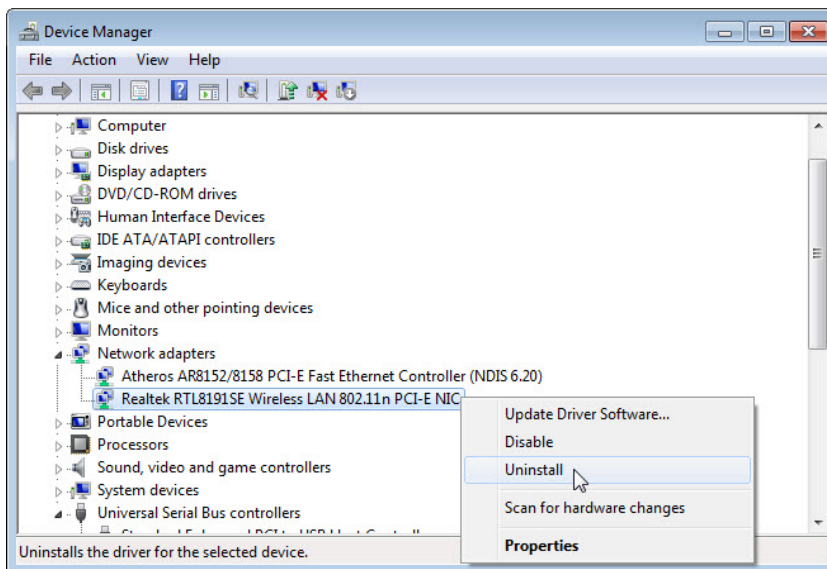 Device Manager
File Action View Help
Computer
Disk drives
Display adapters
DVD/CD-ROM drives
Human Interface Devices
IDE ATA/ATAPI controllers
Imaging devices
Keyboards
Mice and other pointing devices
Monitors
Network adapters
Atheros AR8152/8158 PCI-E Fast Ethernet Controller (NDIS 6.20)
Realtek RTL8191SE Wireless LAN 802.11n PCI-E NIC
Update Driver Software...
Disable
Uninstall
Scan for hardware changes
Properties
Portable Devices
Processors
Sound, video and game controllers
System devices
Universal Serial Bus controllers
Uninstalls the driver for the selected device.